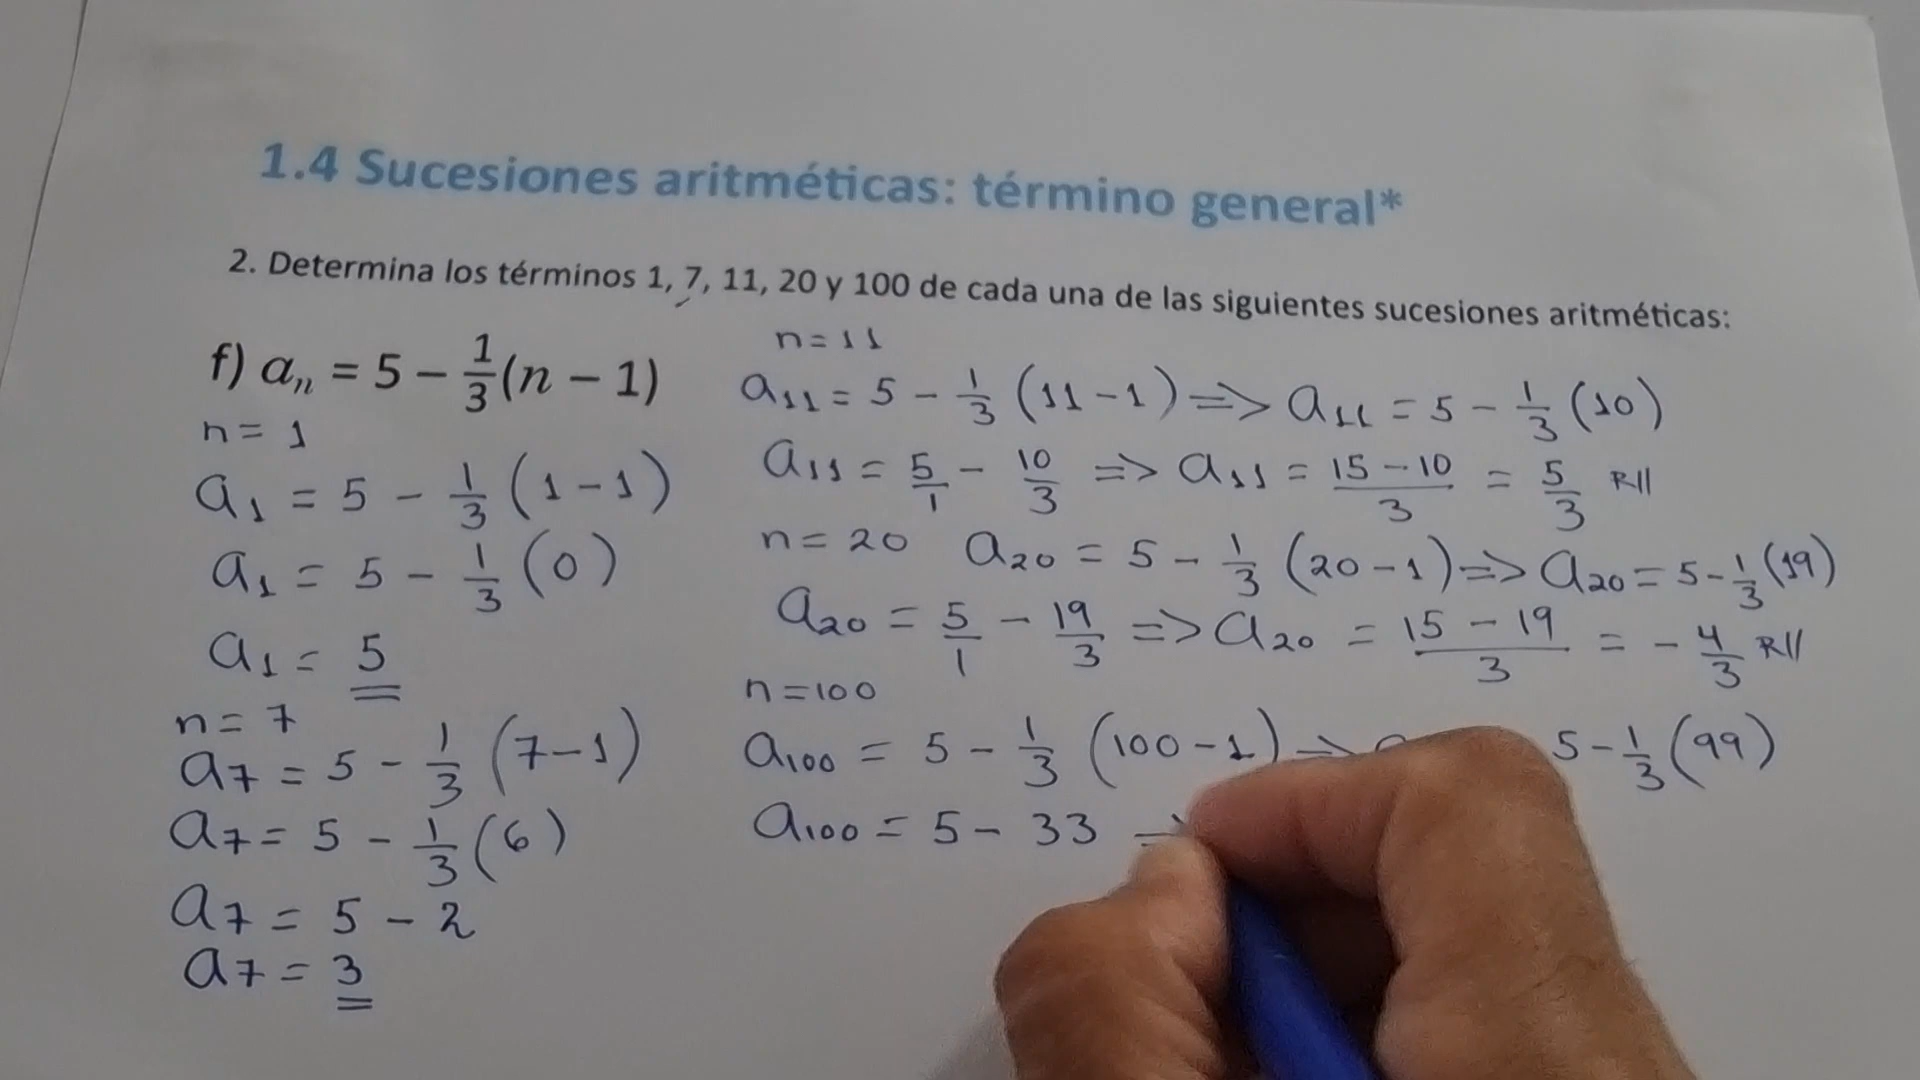 1.4 Sucesiones aritméticas: término general*
2. Determina los términos 1, 7, 11, 20 y 100 de cada una de las siguientes sucesiones aritméticas:
f) aₙ = 5 − 1/3(n − 1)
n = 1
a₁ = 5 − 1/3 (1−1)
a₁ = 5 − 1/3 (0)
a₁ = 5
n = 7
a₇ = 5 − 1/3 (7−1)
a₇ = 5 − 1/3 (6)
a₇ = 5 − 2
a₇ = 3
n = 11
a₁₁ = 5 − 1/3 (11−1) => a₁₁ = 5 − 1/3 (10)
a₁₁ = 5/1 − 10/3 => a₁₁ = (15−10)/3 = 5/3 R//
n = 20 a₂₀ = 5 − 1/3 (20−1) => a₂₀ = 5 − 1/3 (19)
a₂₀ = 5/1 − 19/3 => a₂₀ = (15 − 19)/3 = − 4/3 R//
n = 100
a₁₀₀ = 5 − 1/3 (100−1) => 5 − 1/3 (99)
a₁₀₀ = 5 − 33